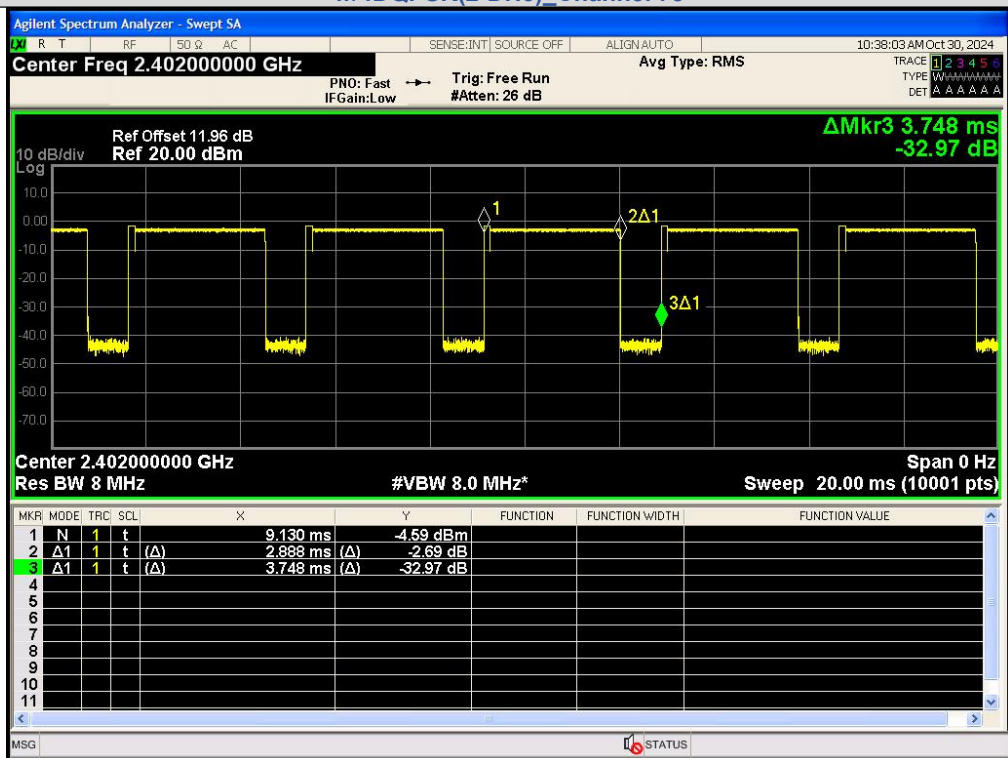 Agilent Spectrum Analyzer - Swept SA
LXI R T RF 50 Ω AC SENSE:INT SOURCE OFF ALIGN AUTO 10:38:03 AM Oct 30, 2024
Center Freq 2.402000000 GHz Avg Type: RMS TRACE 1 2 3 4 5 6
PNO: Fast Trig: Free Run TYPE WWWWWW
IFGain:Low #Atten: 26 dB DET A A A A A A
ΔMkr3 3.748 ms
Ref Offset 11.96 dB
10 dB/div Ref 20.00 dBm -32.97 dB
Log
10.0
1
2Δ1
0.00
-10.0
-20.0
-30.0
3Δ1
-40.0
-50.0
-60.0
-70.0
Center 2.402000000 GHz Span 0 Hz
Res BW 8 MHz #VBW 8.0 MHz* Sweep 20.00 ms (10001 pts)
MKR MODE TRC SCL X Y FUNCTION FUNCTION WIDTH FUNCTION VALUE
1 N 1 t 9.130 ms -4.59 dBm
2 Δ1 1 t (Δ) 2.888 ms (Δ) -2.69 dB
3 Δ1 1 t (Δ) 3.748 ms (Δ) -32.97 dB
4
5
6
7
8
9
10
11
MSG STATUS